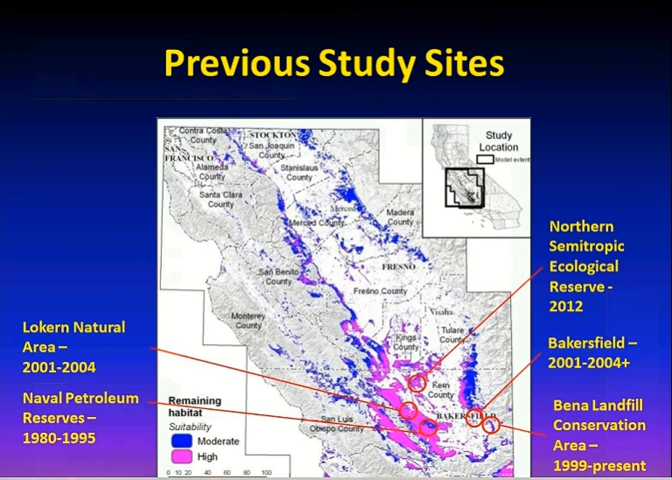 Previous Study Sites
Contra Costa
County
STOCKTON
San Joaquin
County
SAN
FRANCISCO
Alameda
County
Stanislaus
County
Santa Clara
County
Merced
Merced County
Madera
County
Study
Location
Model extent
FRESNO
San Benito
County
Fresno County
Visalia
Monterey
County
Kings
County
Tulare
County
Kern
County
BAKERSFIELD
San Luis
Obispo County
Remaining
habitat
Suitability
Moderate
High
0 10 20 40 60 80 100
Northern
Semitropic
Ecological
Reserve -
2012
Lokern Natural
Area –
2001-2004
Bakersfield –
2001-2004+
Naval Petroleum
Reserves –
1980-1995
Bena Landfill
Conservation
Area –
1999-present